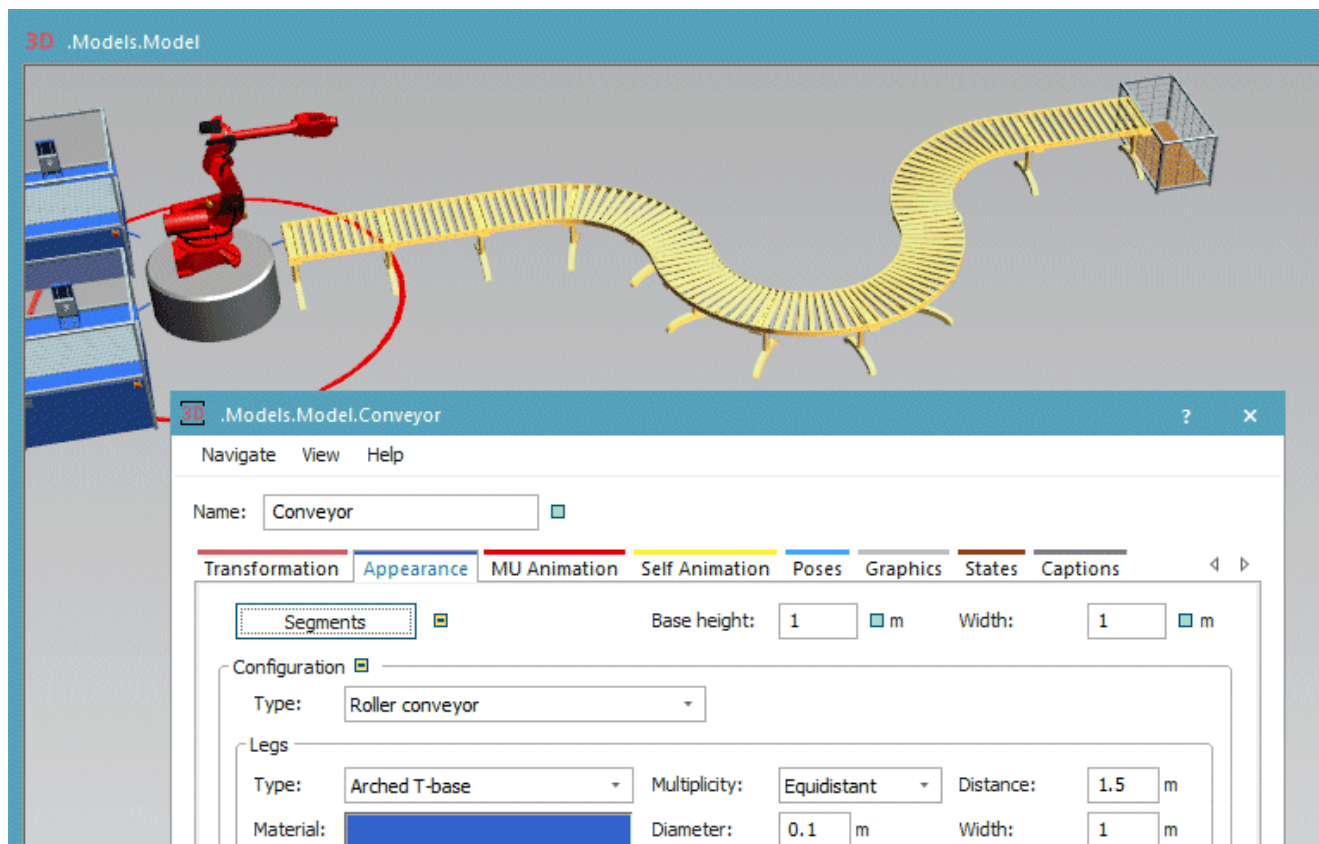 3D .Models.Model
3D .Models.Model.Conveyor ?
Navigate View Help
Name: Conveyor
Transformation Appearance MU Animation Self Animation Poses Graphics States Captions
Segments Base height: 1 m Width: 1 m
Configuration
Type: Roller conveyor
Legs
Type: Arched T-base Multiplicity: Equidistant Distance: 1.5 m
Material: Diameter: 0.1 m Width: 1 m